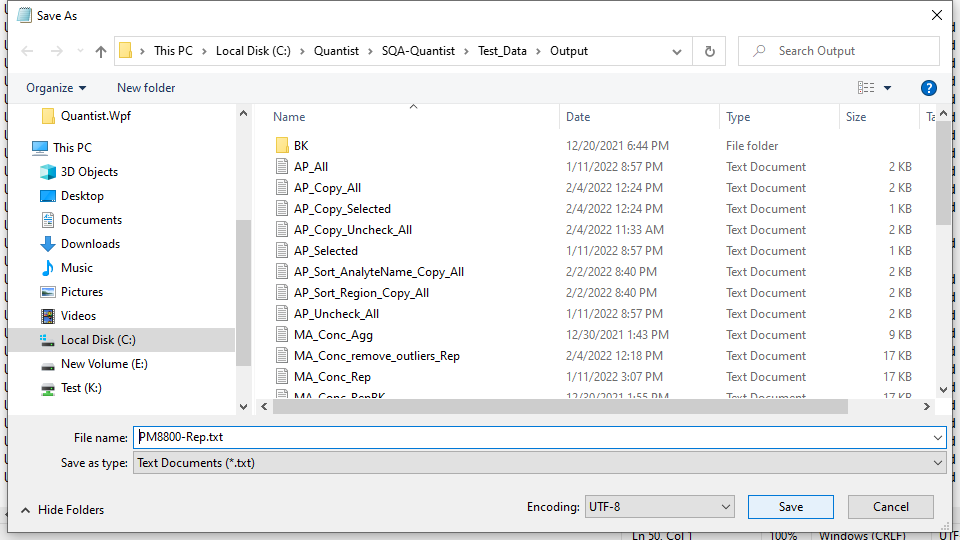 Save As
This PC > Local Disk (C:) > Quantist > SQA-Quantist > Test_Data > Output
Search Output
Organize
New folder
?
Quantist.Wpf
This PC
3D Objects
Desktop
Documents
Downloads
Music
Pictures
Videos
Local Disk (C:)
New Volume (E:)
Test (K:)
Name Date Type Size Ta
BK 12/20/2021 6:44 PM File folder
AP_All 1/11/2022 8:57 PM Text Document 2 KB
AP_Copy_All 2/4/2022 12:24 PM Text Document 2 KB
AP_Copy_Selected 2/4/2022 12:24 PM Text Document 1 KB
AP_Copy_Uncheck_All 2/4/2022 11:33 AM Text Document 2 KB
AP_Selected 1/11/2022 8:57 PM Text Document 1 KB
AP_Sort_AnalyteName_Copy_All 2/2/2022 8:40 PM Text Document 2 KB
AP_Sort_Region_Copy_All 2/2/2022 8:40 PM Text Document 2 KB
AP_Uncheck_All 1/11/2022 8:57 PM Text Document 2 KB
MA_Conc_Agg 12/30/2021 1:43 PM Text Document 9 KB
MA_Conc_remove_outliers_Rep 2/4/2022 12:18 PM Text Document 17 KB
MA_Conc_Rep 1/11/2022 3:07 PM Text Document 17 KB
MA_Conc_RepBK 12/30/2021 1:55 PM Text Document 17 KB
File name: PM8800-Rep.txt
Save as type: Text Documents (*.txt)
Hide Folders
Encoding: UTF-8
Save
Cancel
Ln 50, Col 1 100% Windows (CRLF) UTF